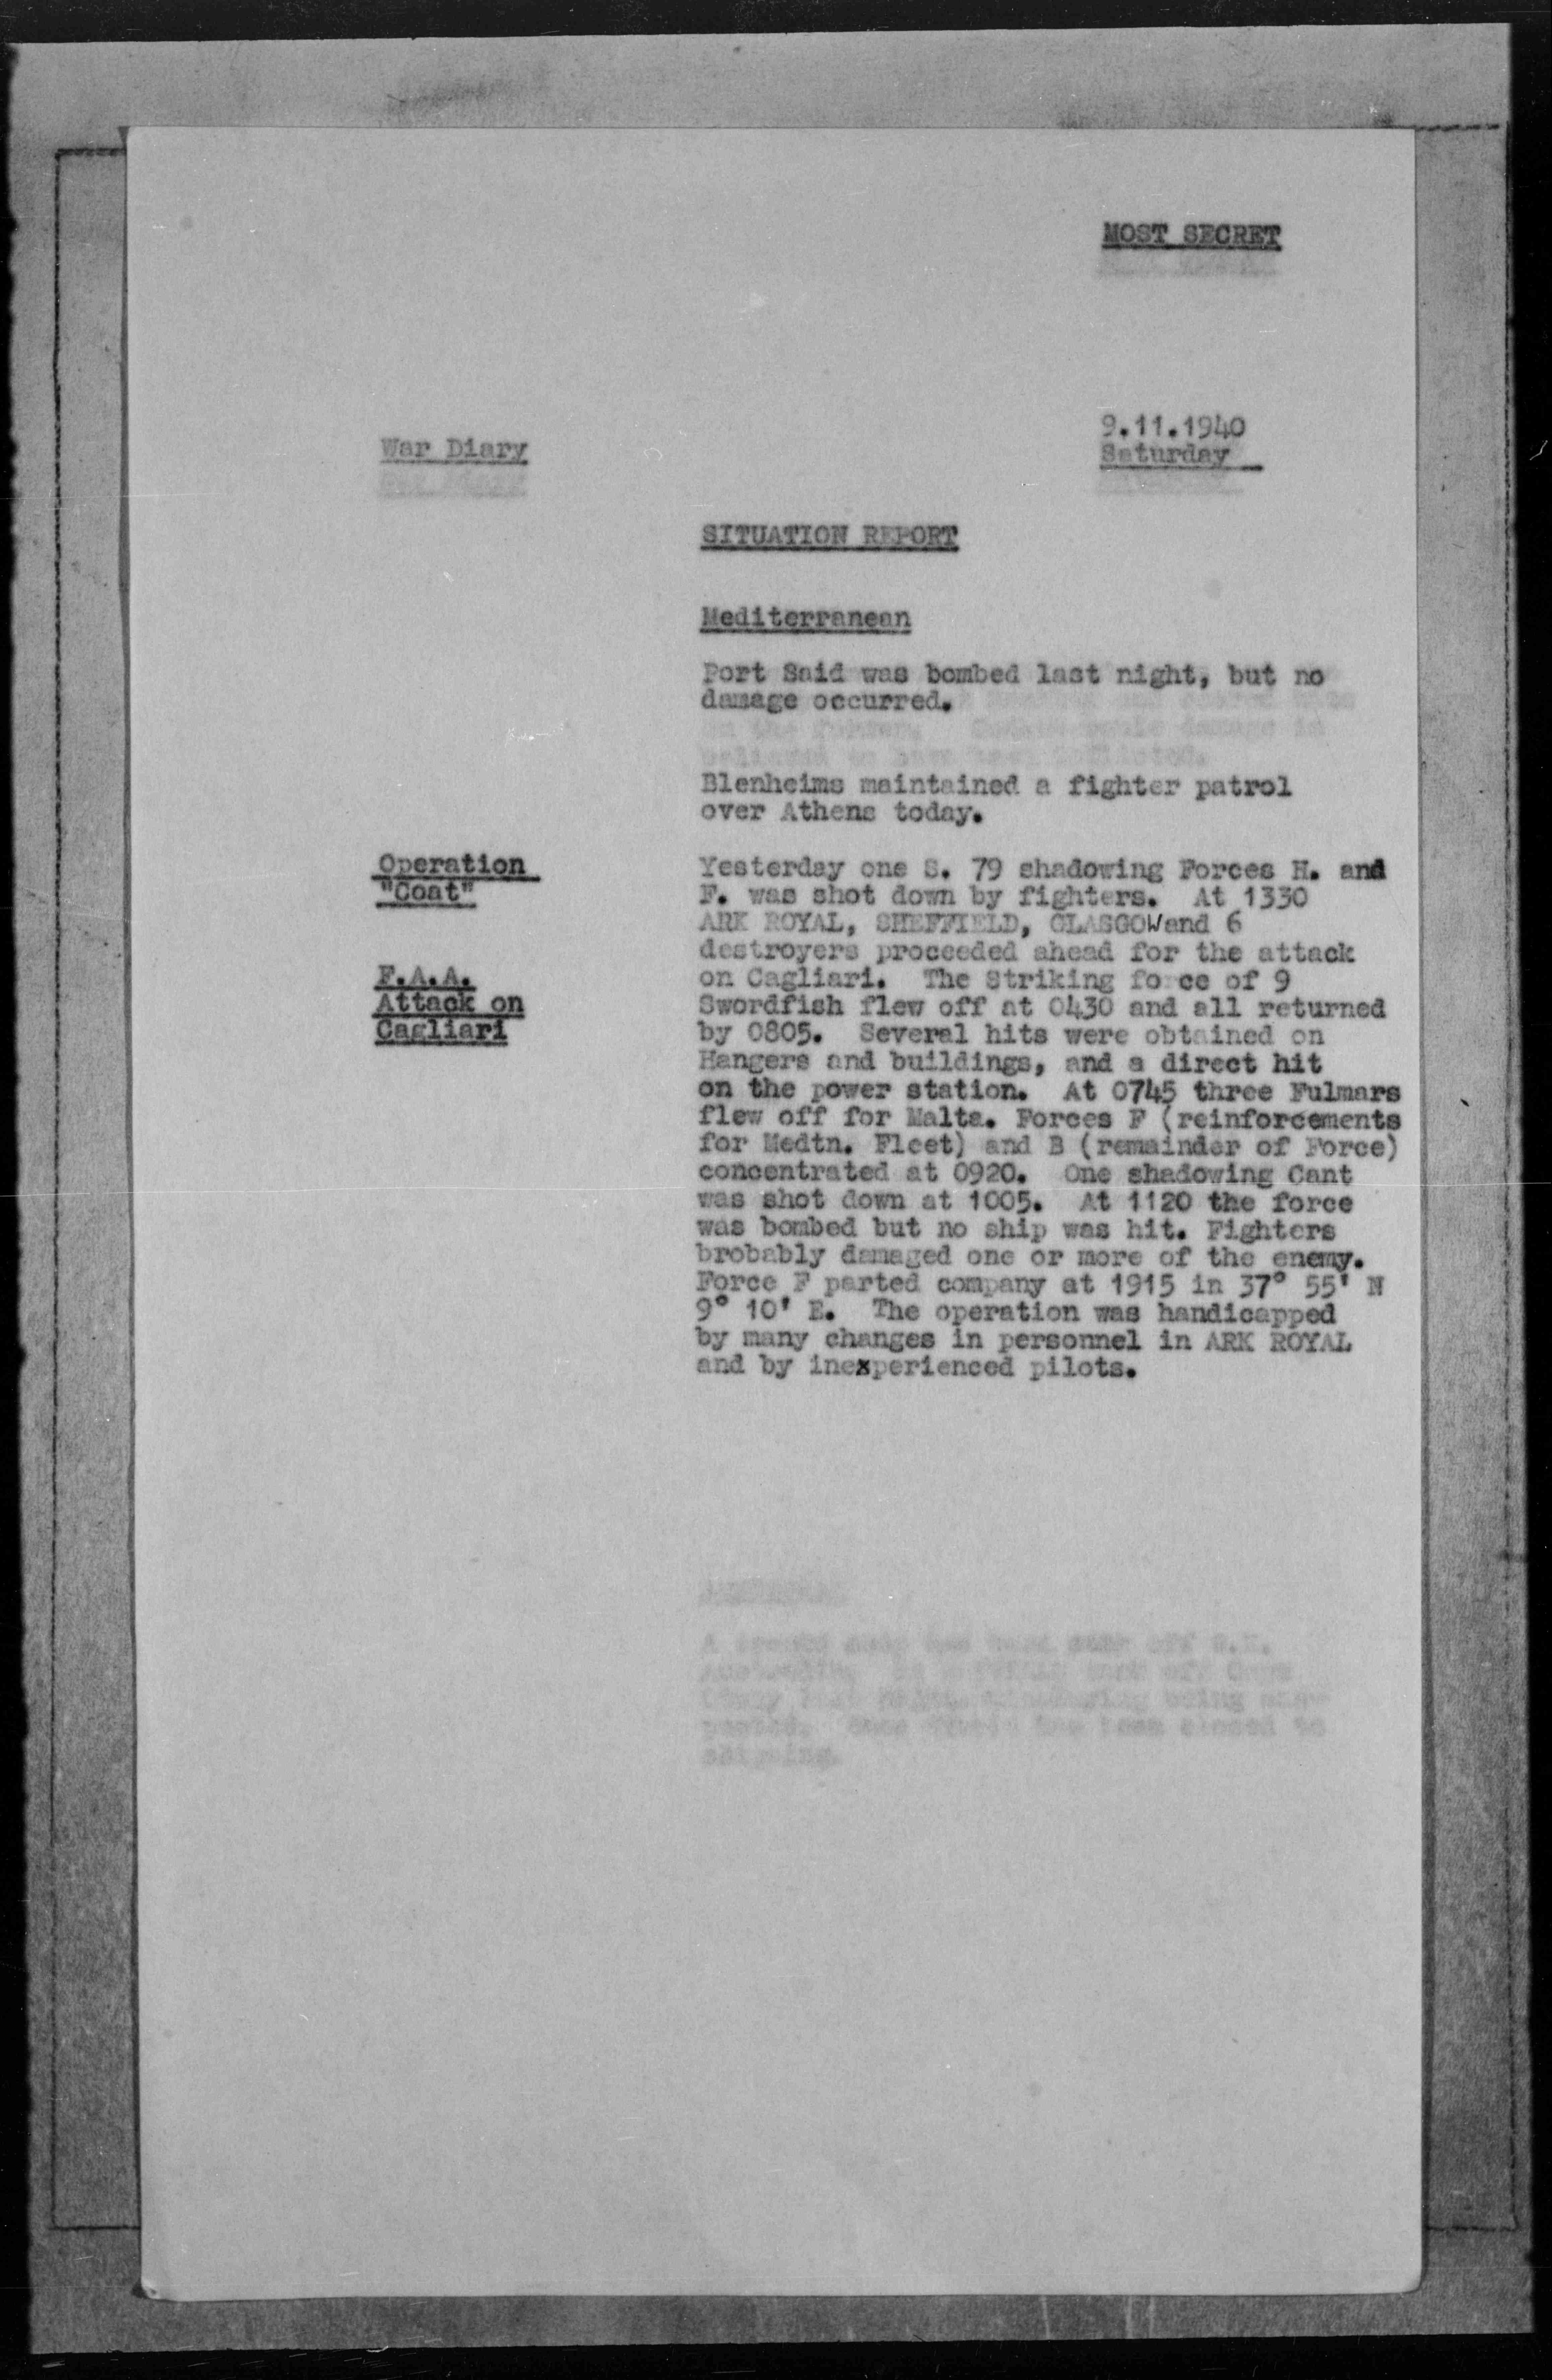 MOST SECRET
War Diary
9.11.1940
Saturday
SITUATION REPORT
Mediterranean
Port Said was bombed last night, but no
damage occurred.
Blenheims maintained a fighter patrol
over Athens today.
Operation
"Coat"
Yesterday one S. 79 shadowing Forces H. and
F. was shot down by fighters. At 1330
ARK ROYAL, SHEFFIELD, GLASGOW and 6
destroyers proceeded ahead for the attack
F.A.A.
Attack on
Cagliari
on Cagliari. The Striking force of 9
Swordfish flew off at 0430 and all returned
by 0805. Several hits were obtained on
Hangers and buildings, and a direct hit
on the power station. At 0745 three Fulmars
flew off for Malta. Forces F (reinforcements
for Medtn. Fleet) and B (remainder of Force)
concentrated at 0920. One shadowing Cant
was shot down at 1005. At 1120 the force
was bombed but no ship was hit. Fighters
brobably damaged one or more of the enemy.
Force F parted company at 1915 in 37° 55' N
9° 10' E. The operation was handicapped
by many changes in personnel in ARK ROYAL
and by inexperienced pilots.